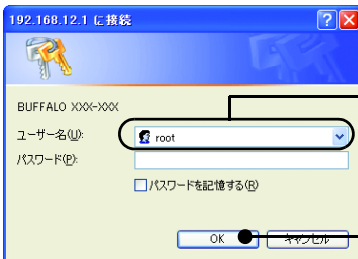 192.168.12.1 に接続
BUFFALO XXX-XXX
ユーザー名(U):
root
パスワード(P):
パスワードを記憶する(R)
OK
キャンセル